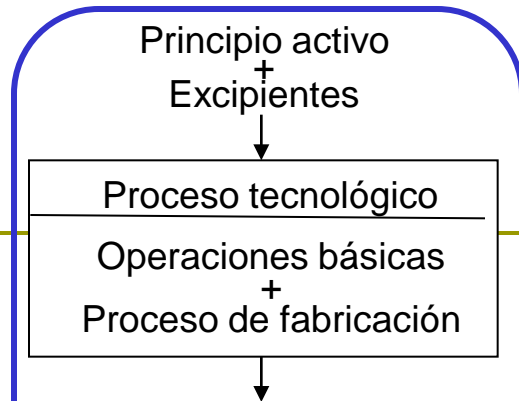 Principio activo
+
Excipientes
Proceso tecnológico
Operaciones básicas
+
Proceso de fabricación